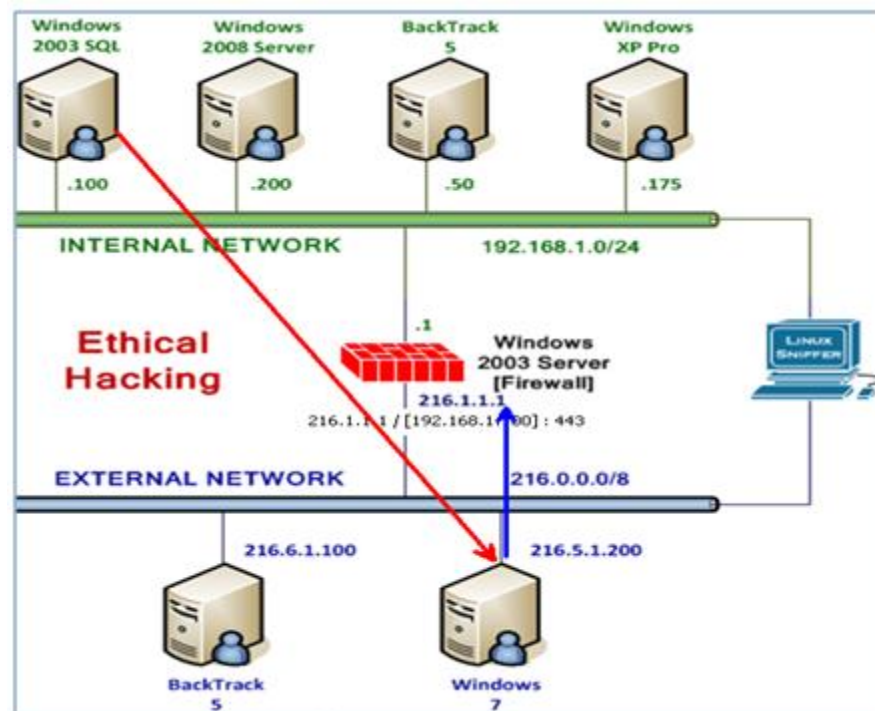 Windows
2003 SQL
Windows
2008 Server
BackTrack
5
Windows
XP Pro
.100
.200
.50
.175
INTERNAL NETWORK
192.168.1.0/24
Ethical
Hacking
.1
Windows
2003 Server
[Firewall]
LINUX
SNIFFER
216.1.1.1
: 443
EXTERNAL NETWORK
216.0.0.0/8
216.6.1.100
216.5.1.200
BackTrack
5
Windows
7